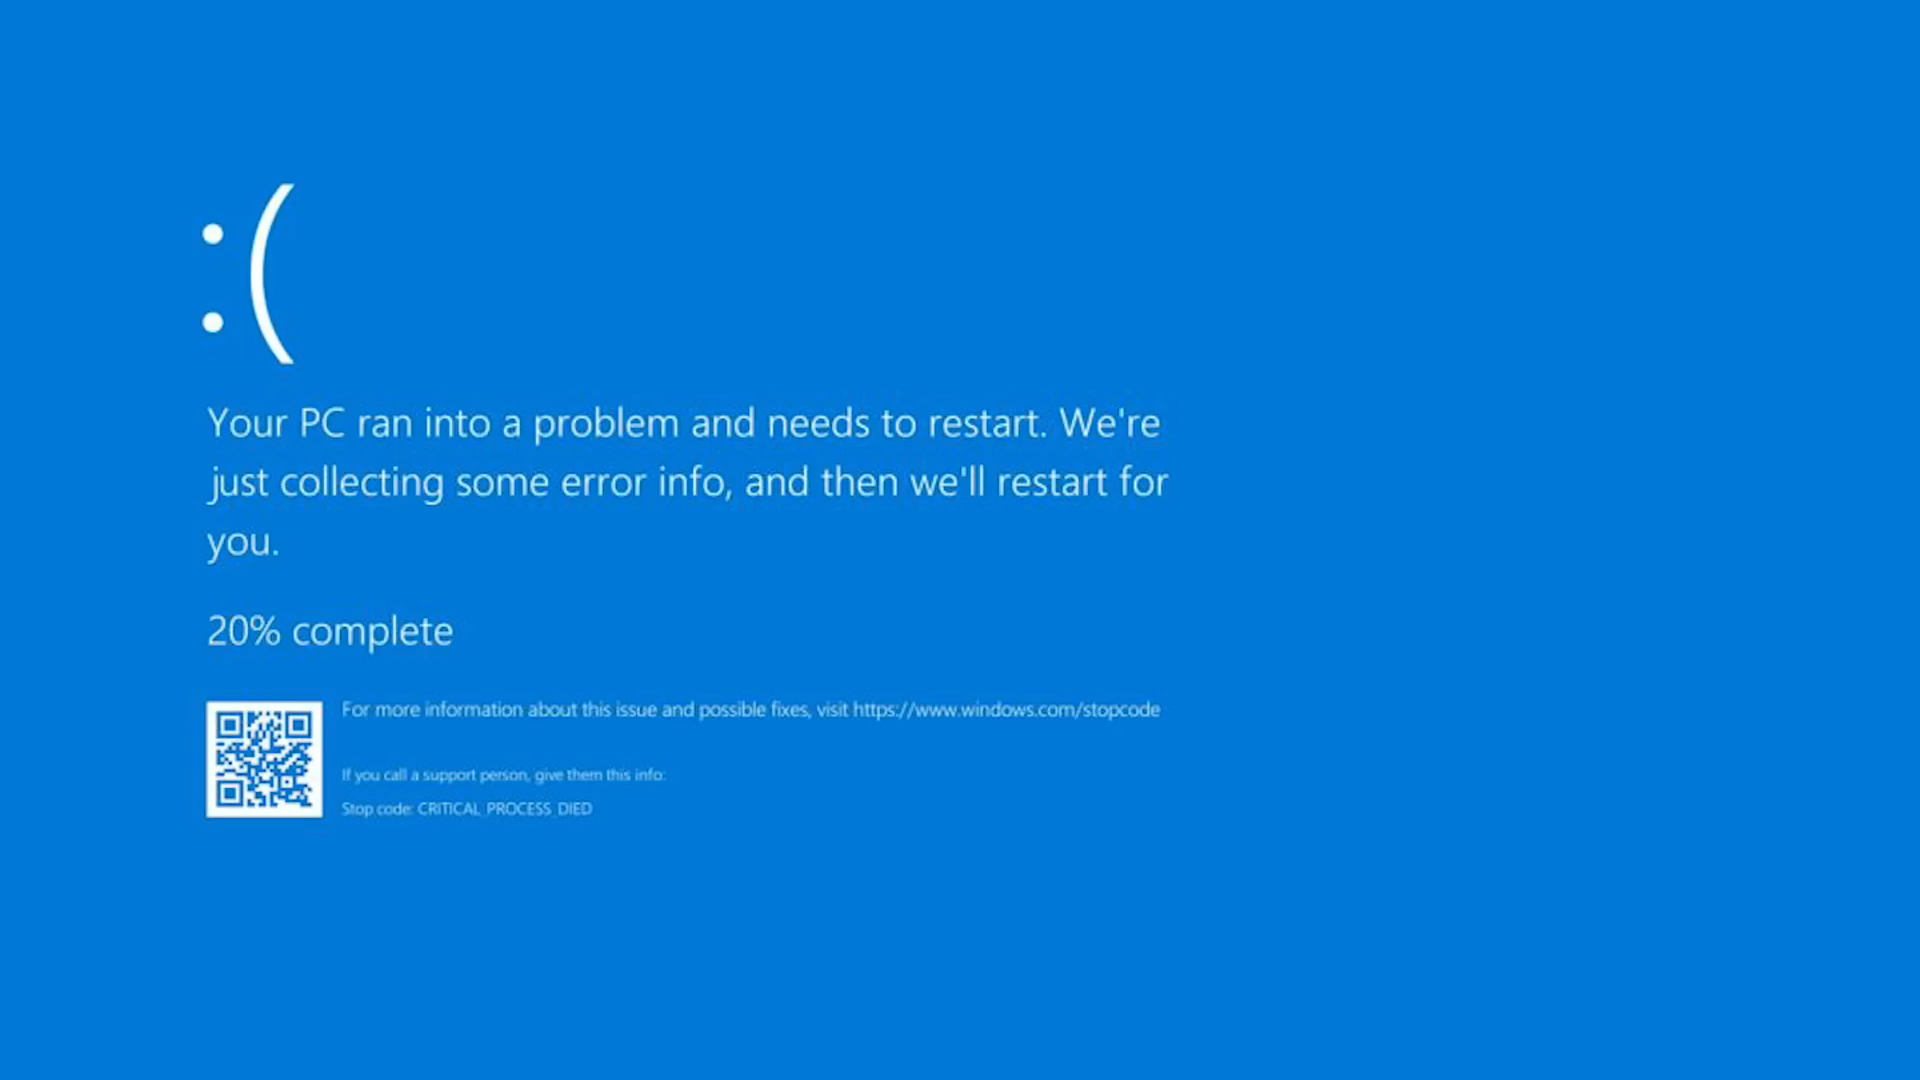 :(
Your PC ran into a problem and needs to restart. We're
just collecting some error info, and then we'll restart for
you.
20% complete
For more information about this issue and possible fixes, visit https://www.windows.com/stopcode
If you call a support person, give them this info:
Stop code: CRITICAL_PROCESS_DIED